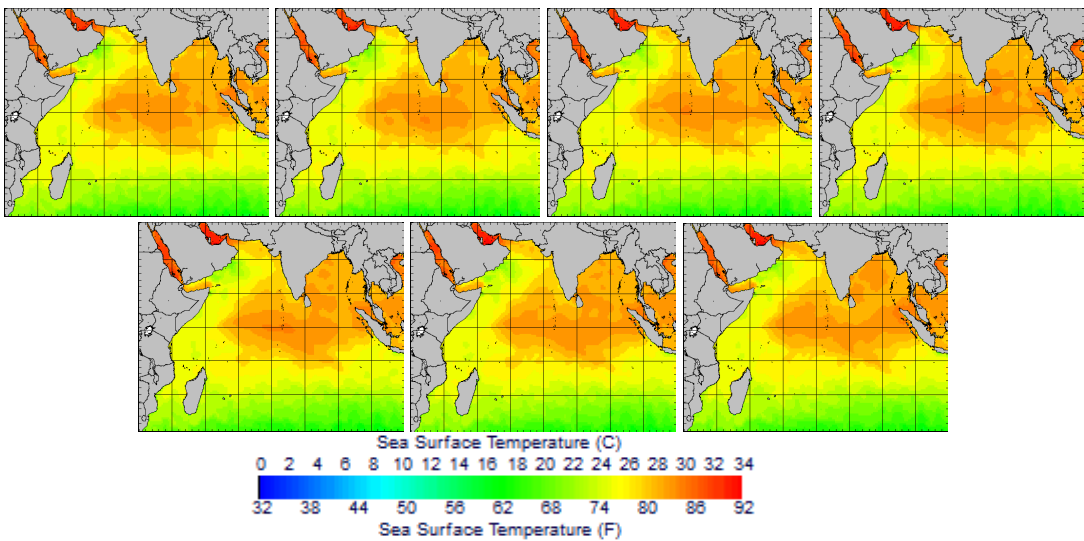 Sea Surface Temperature (C)
0 2 4 6 8 10 12 14 16 18 20 22 24 26 28 30 32 34
32 38 44 50 56 62 68 74 80 86 92
Sea Surface Temperature (F)